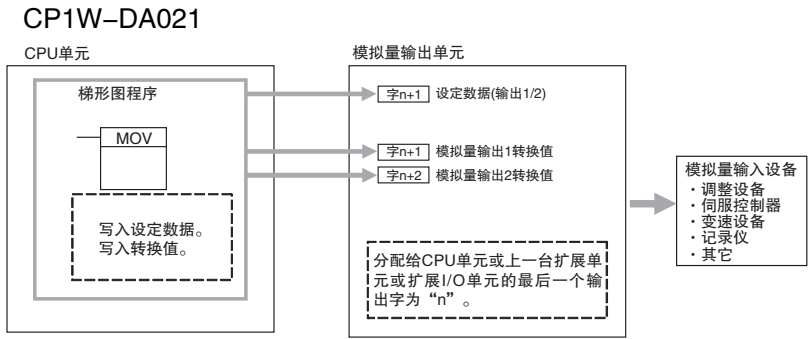 CP1W–DA021
CPU单元
模拟量输出单元
梯形图程序
MOV
写入设定数据。
写入转换值。
字n+1 设定数据(输出1/2)
字n+1 模拟量输出1转换值
字n+2 模拟量输出2转换值
分配给CPU单元或上一台扩展单
元或扩展I/O单元的最后一个输
出字为“n”。
模拟量输入设备
・调整设备
・伺服控制器
・变速设备
・记录仪
・其它